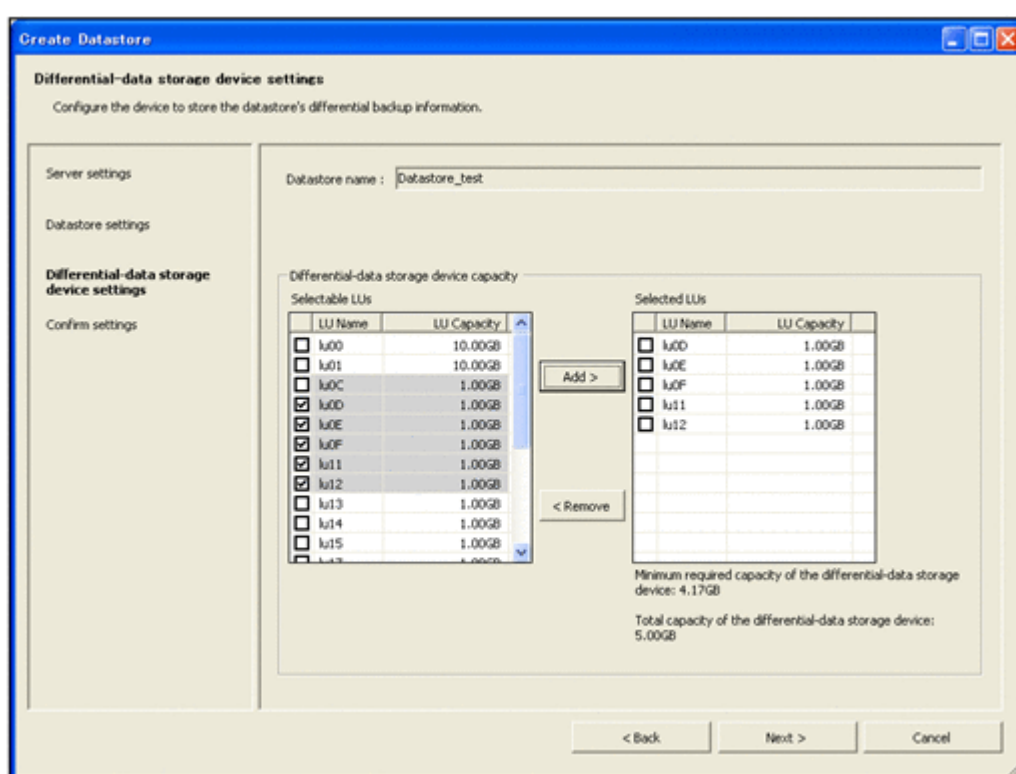 Create Datastore
Differential-data storage device settings
Configure the device to store the datastore's differential backup information.
Server settings
Datastore settings
Differential-data storage
device settings
Confirm settings
Datastore name : Datastore_test
Differential-data storage device capacity
Selectable LUs
LU Name LU Capacity
lu00 10.00GB
lu01 10.00GB
lu0C 1.00GB
lu0D 1.00GB
lu0E 1.00GB
lu0F 1.00GB
lu11 1.00GB
lu12 1.00GB
lu13 1.00GB
lu14 1.00GB
lu15 1.00GB
Add >
< Remove
Selected LUs
LU Name LU Capacity
lu0D 1.00GB
lu0E 1.00GB
lu0F 1.00GB
lu11 1.00GB
lu12 1.00GB
Minimum required capacity of the differential-data storage
device: 4.17GB
Total capacity of the differential-data storage device:
5.00GB
< Back Next > Cancel